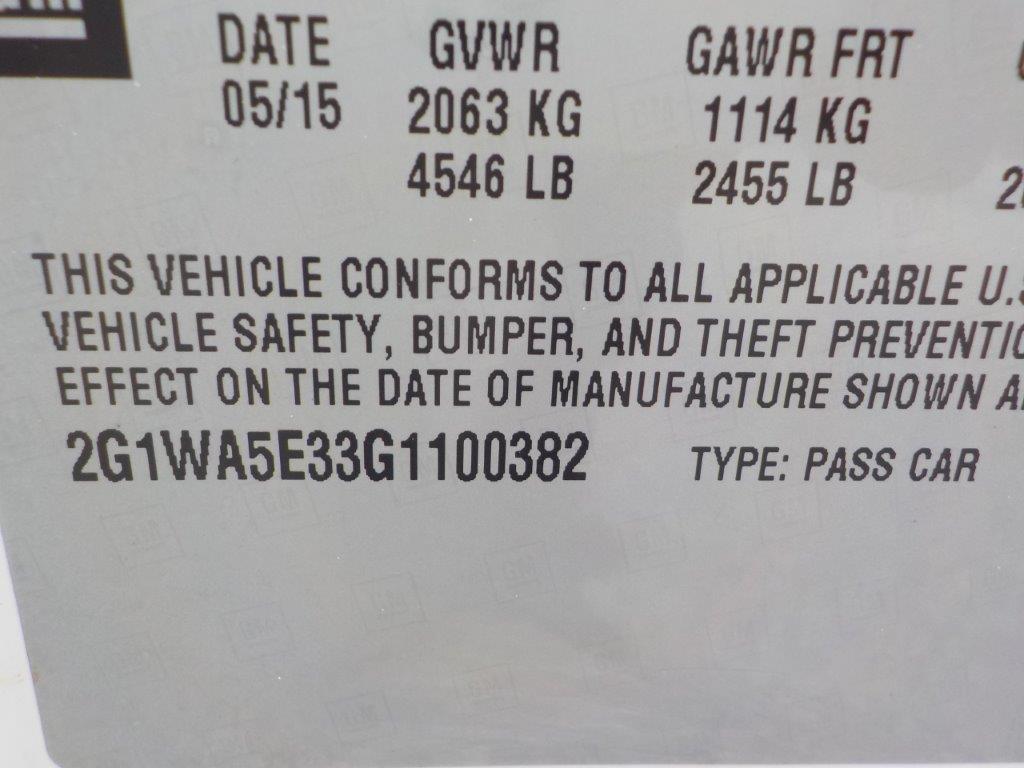 DATE GVWR GAWR FRT
05/15 2063 KG 1114 KG
4546 LB 2455 LB
THIS VEHICLE CONFORMS TO ALL APPLICABLE U.S
VEHICLE SAFETY, BUMPER, AND THEFT
EFFECT ON THE DATE OF MANUFACTURE SHOWN
2G1WA5E33G1100382 TYPE: PASS CAR